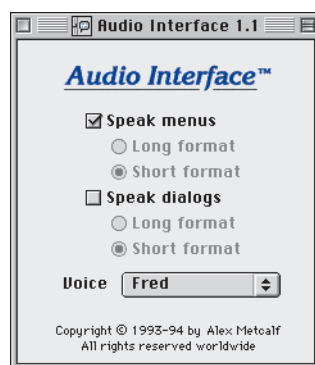 Audio Interface 1.1
Audio Interface™
Speak menus
Long format
Short format
Speak dialogs
Long format
Short format
Voice Fred
Copyright © 1993-94 by Alex Metcalf
All rights reserved worldwide